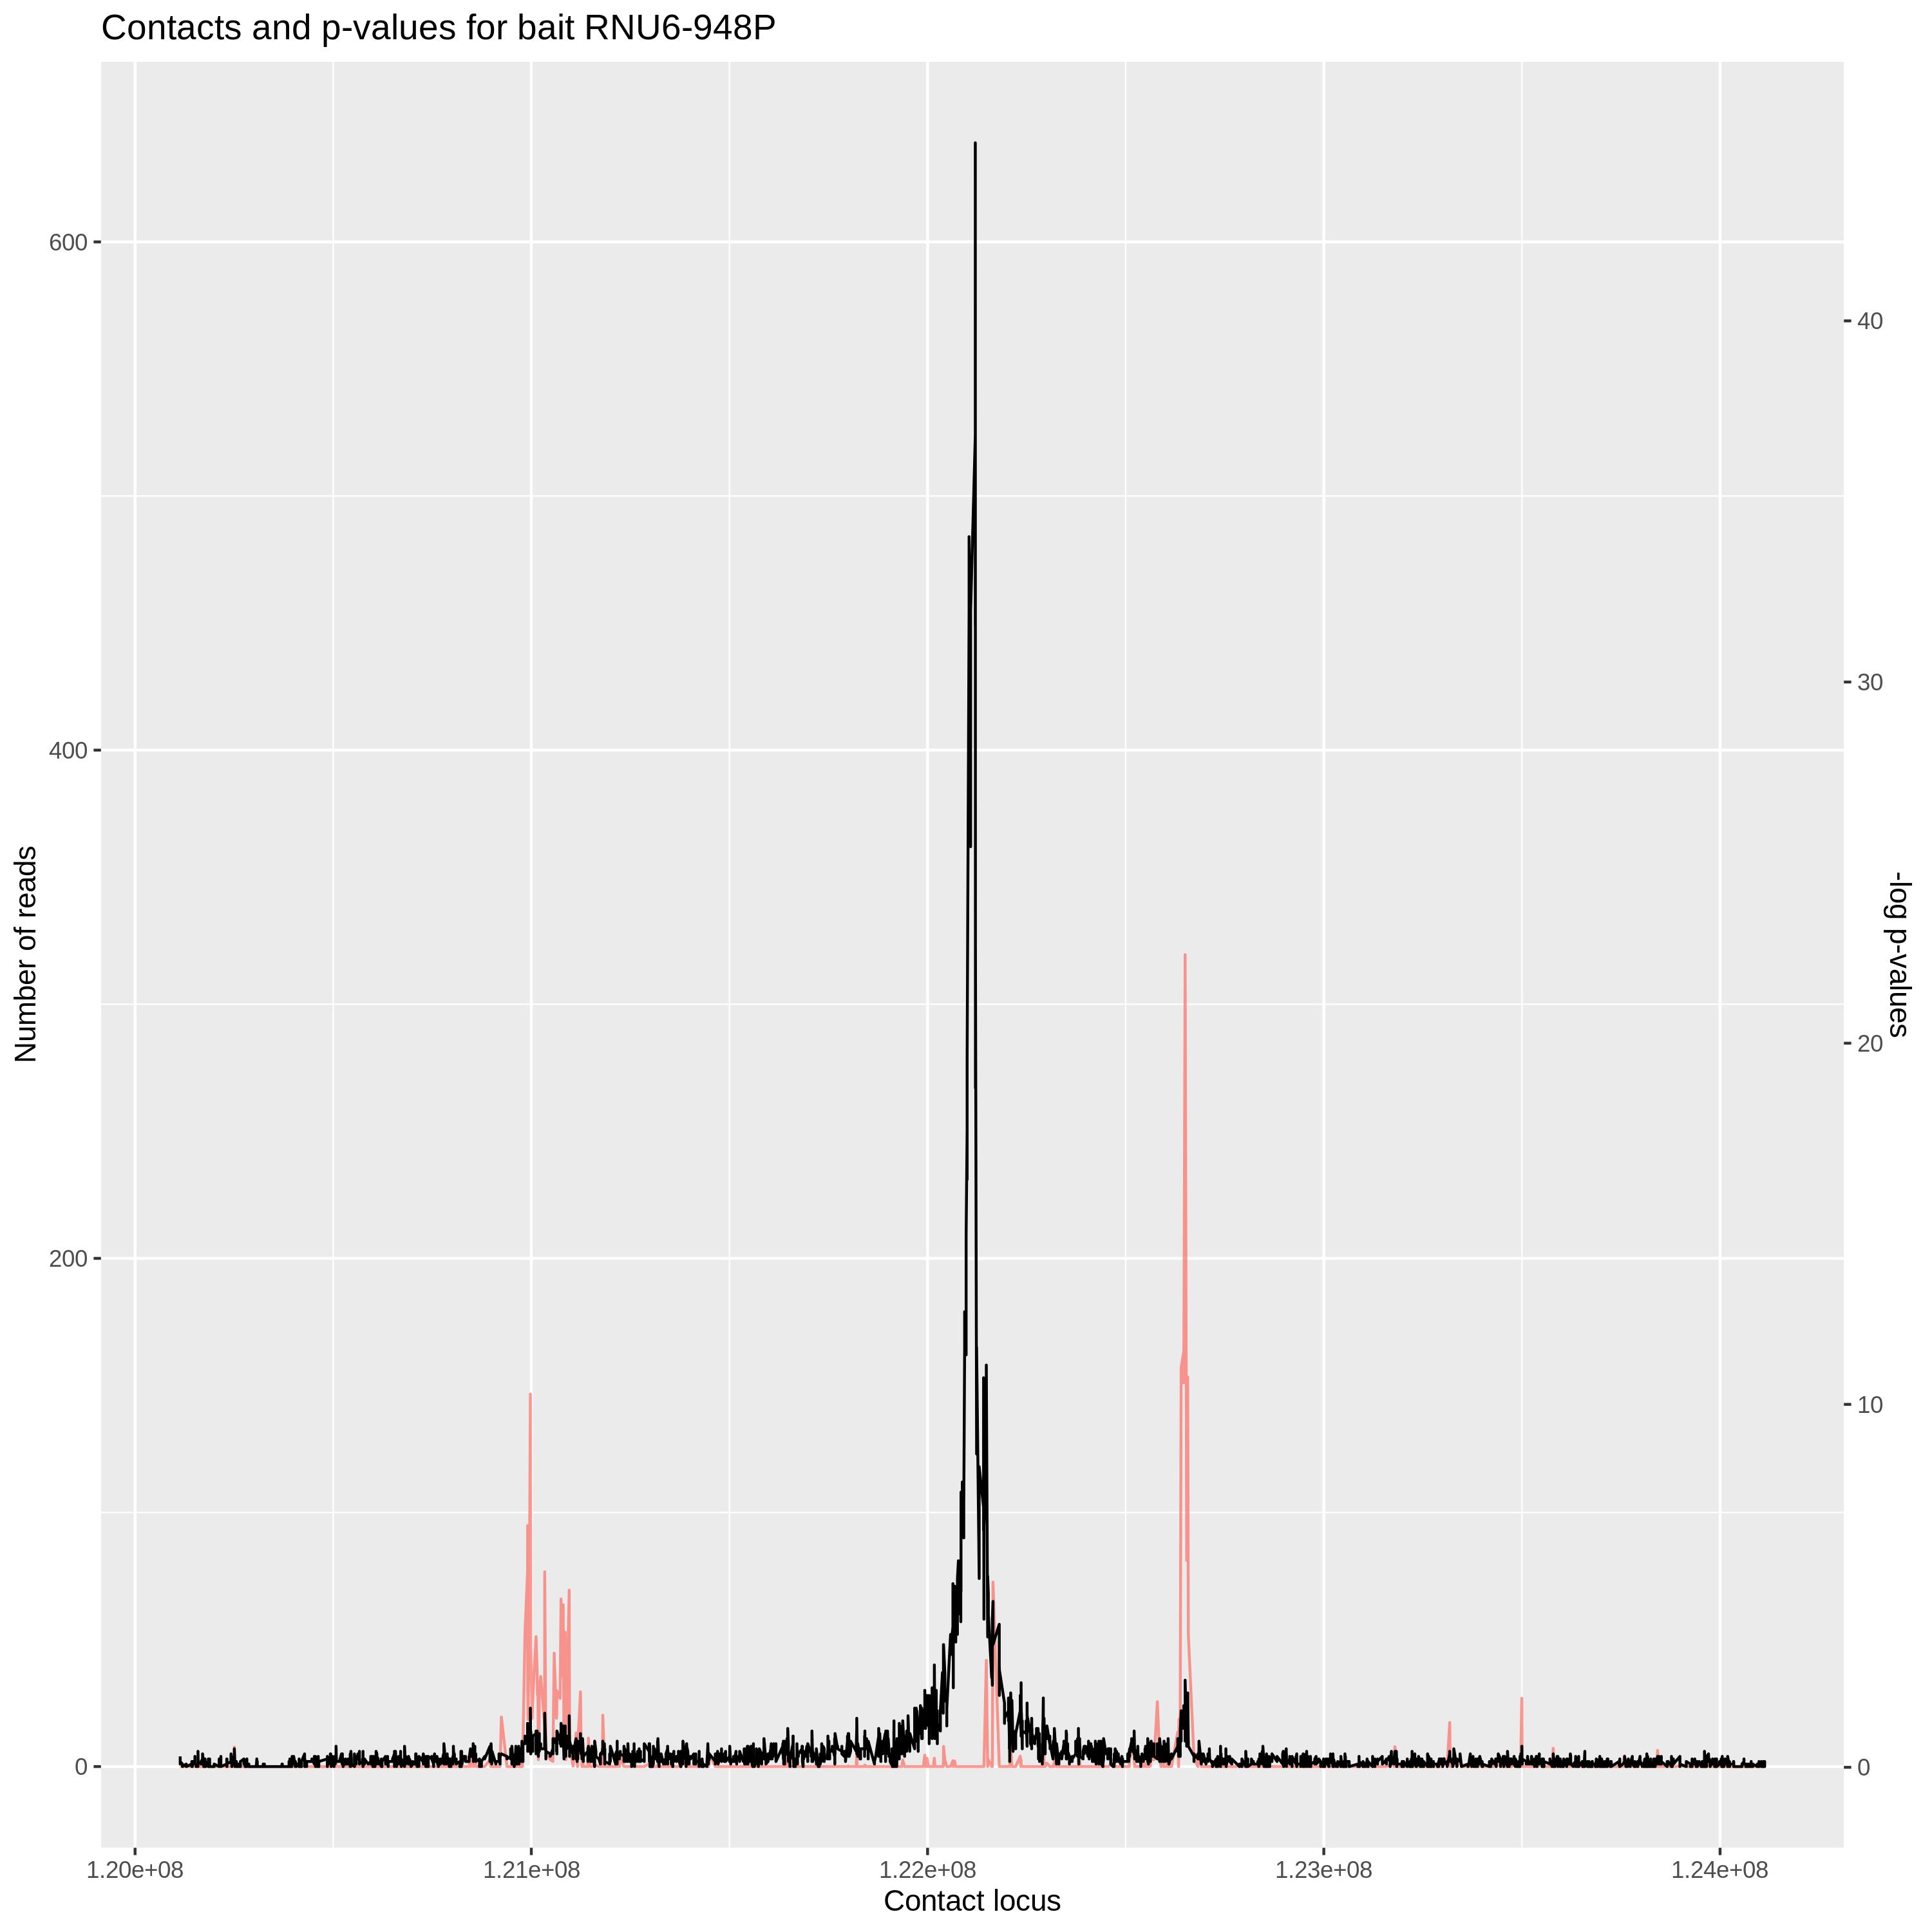 Contacts and p-values for bait RNU6-948P
600
400
200
0
Number of reads
40
30
20
10
0
-log p-values
1.20e+08 1.21e+08 1.22e+08 1.23e+08 1.24e+08
Contact locus